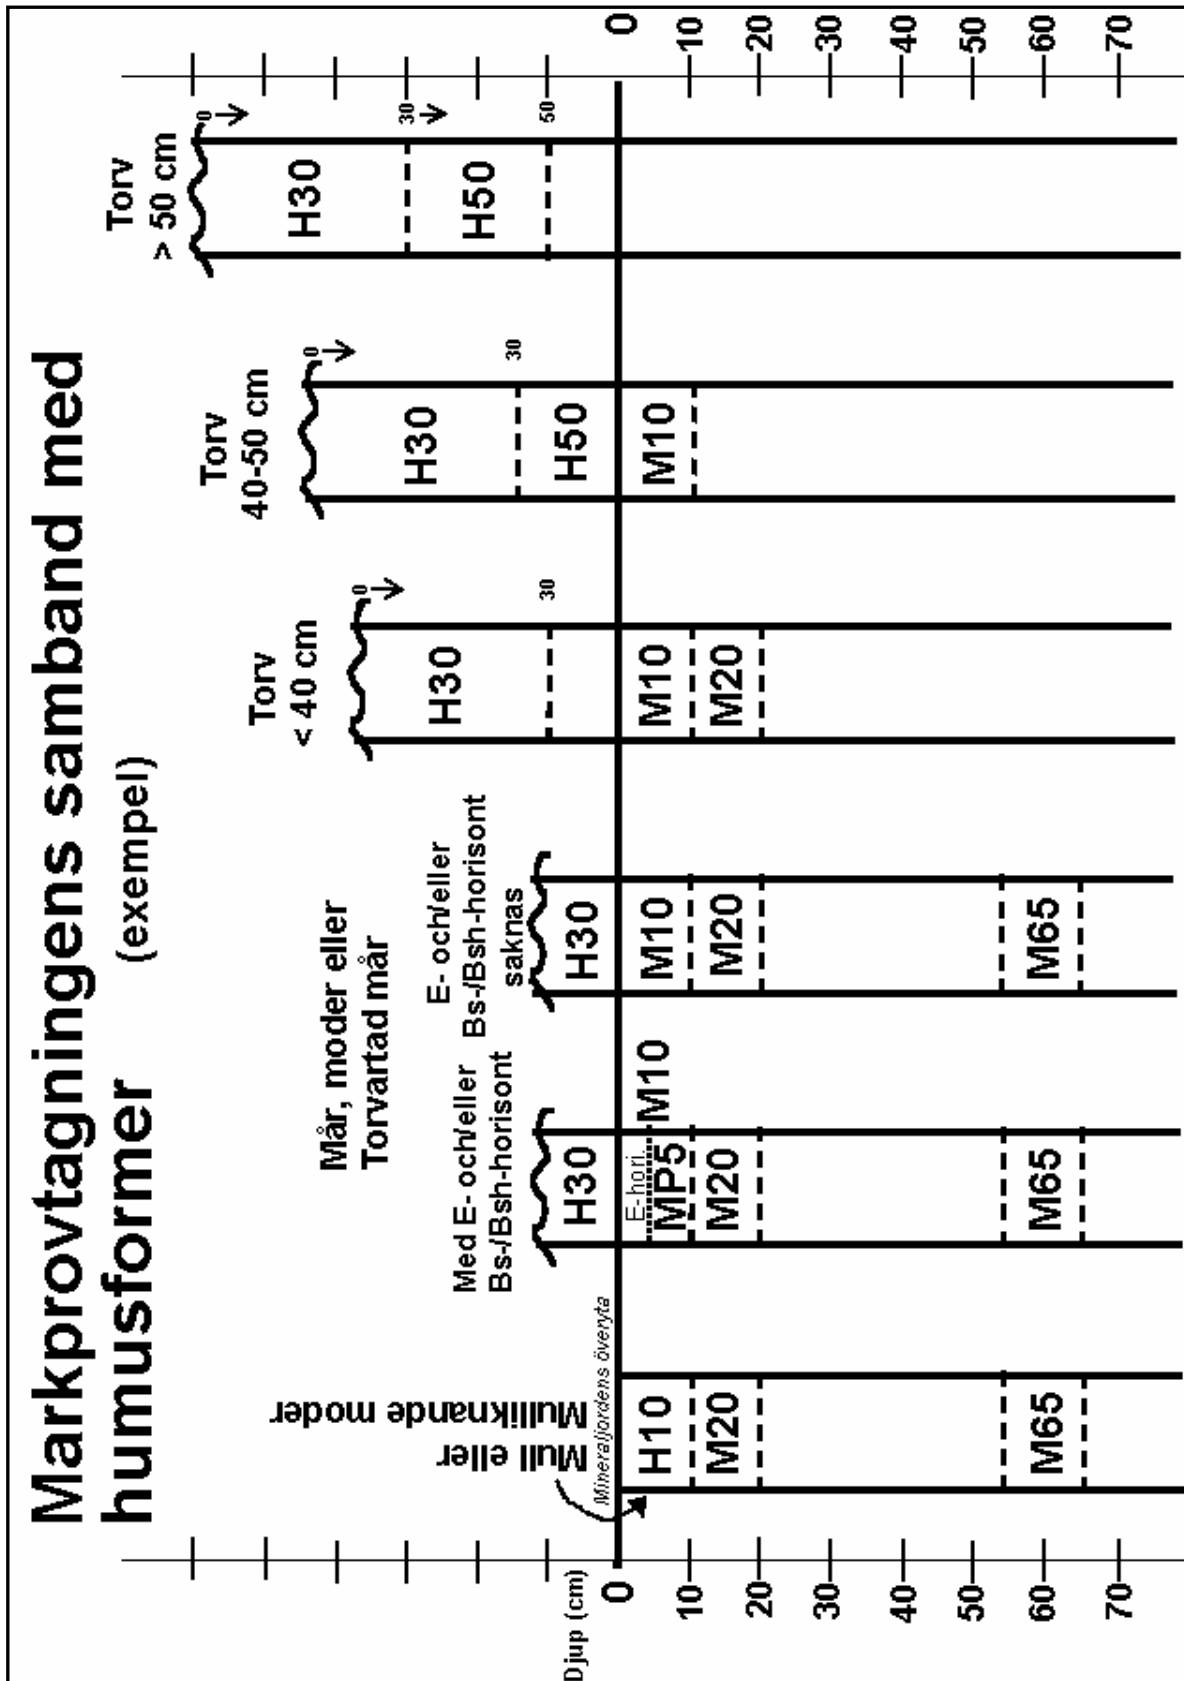 Markprovtagningens samband med
humusformer (exempel)
Mull eller
Mulliknande moder
Mår, moder eller
Torvartad mår
Med E- och/eller
Bs-/Bsh-horisont
E- och/eller
Bs-/Bsh-horisont
saknas
Torv
< 40 cm
Torv
40-50 cm
Torv
> 50 cm
Djup (cm)
0
10
20
30
40
50
60
70
Mineraljordens överyta
H10
M20
M65
H30
E-hori.
MP5
M10
M20
M65
H30
M10
M20
M65
0
H30
30
M10
M20
0
H30
30
H50
M10
0
H30
30
H50
50
0
10
20
30
40
50
60
70